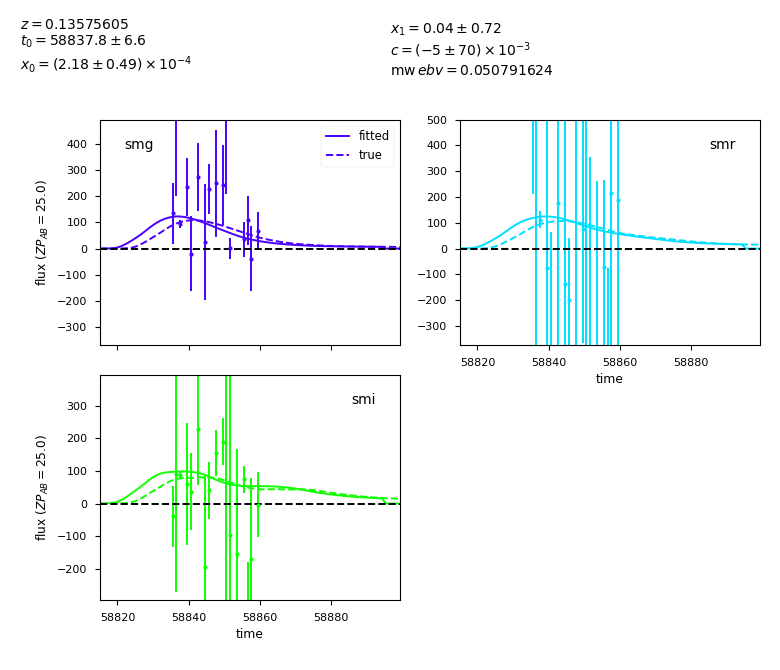 z = 0.13575605
t₀ = 58837.8 ± 6.6
x₀ = (2.18 ± 0.49) × 10⁻⁴
x₁ = 0.04 ± 0.72
c = (−5 ± 70) × 10⁻³
mw ebv = 0.050791624
smg
fitted
true
400
300
200
100
0
−100
−200
−300
flux (ZP_AB = 25.0)
smr
500
400
300
200
100
0
−100
−200
−300
58820 58840 58860 58880
time
smi
300
200
100
0
−100
−200
flux (ZP_AB = 25.0)
58820 58840 58860 58880
time